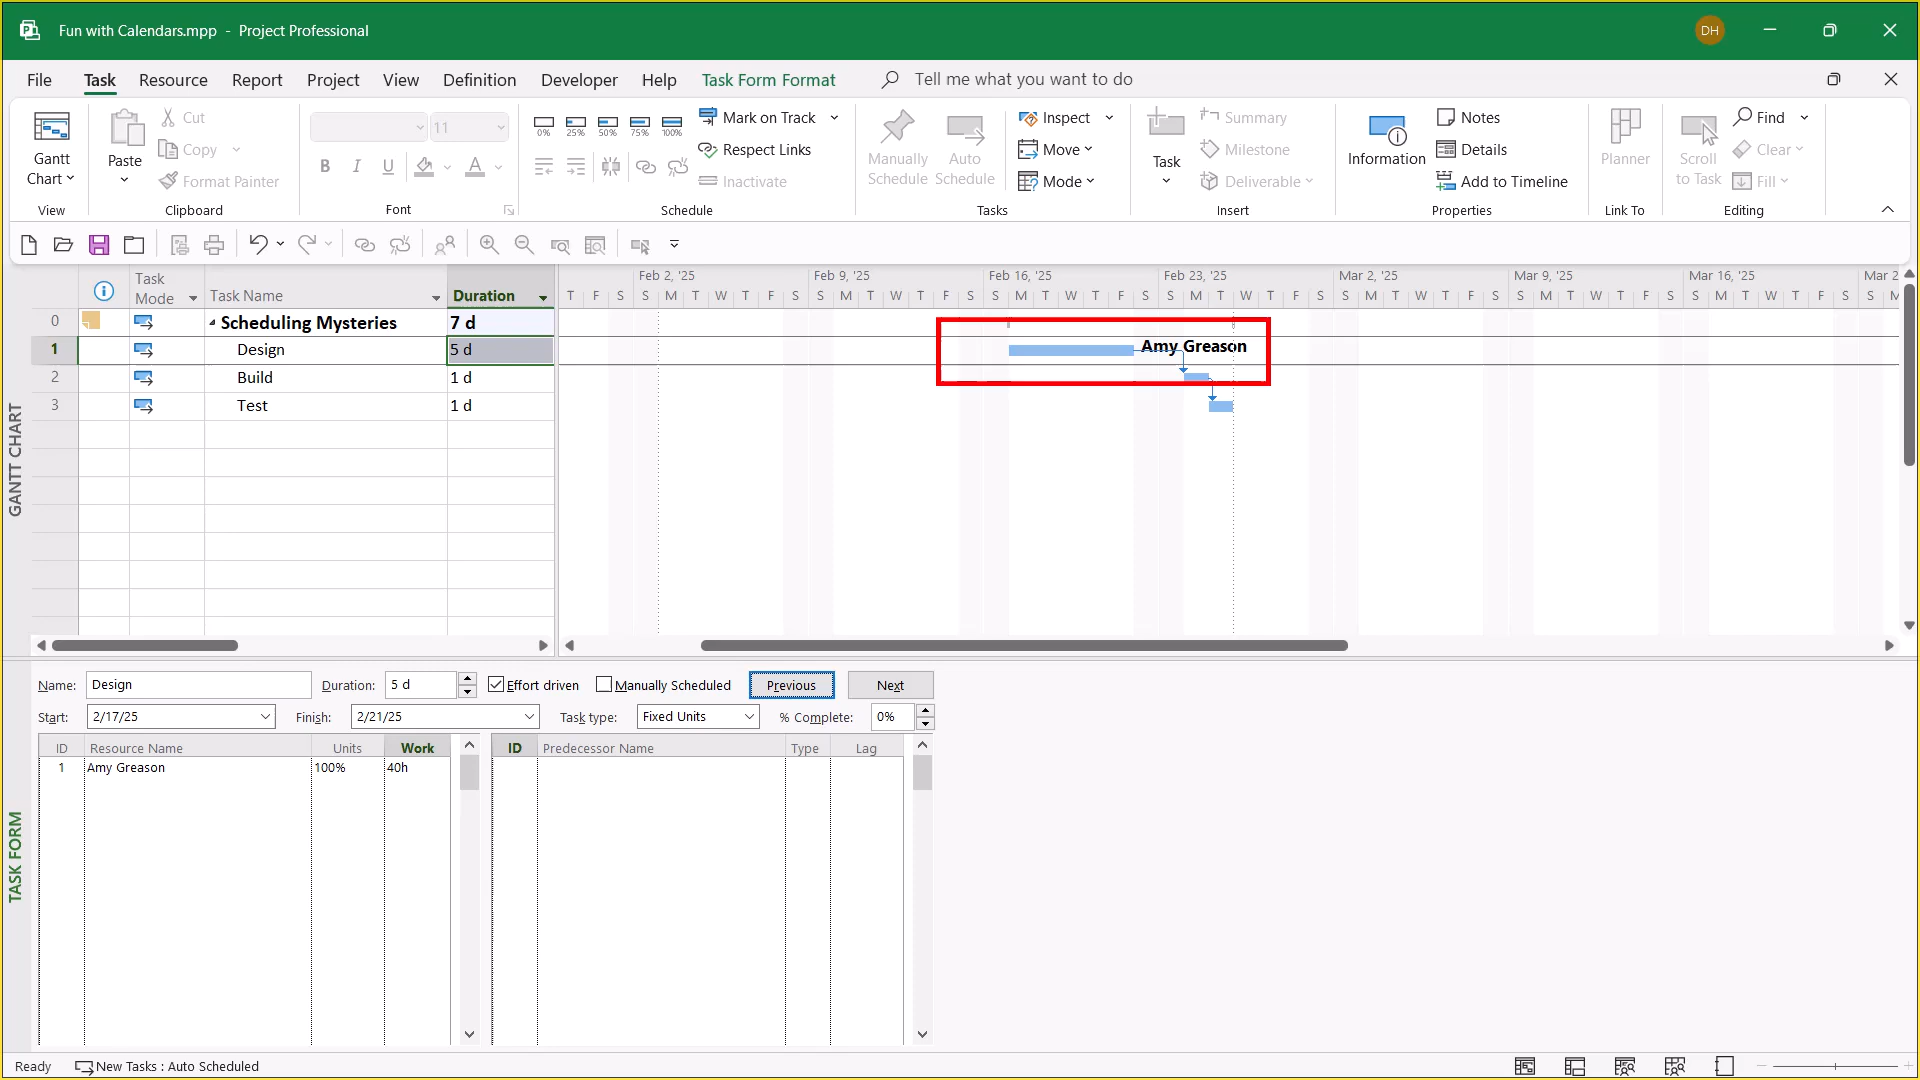 Fun with Calendars.mpp - Project Professional
DH
File Task Resource Report Project View Definition Developer Help Task Form Format Tell me what you want to do
Gantt Chart
View
Paste
Cut
Copy
Format Painter
Clipboard
11
B I U A
Font
0% 25% 50% 75% 100%
Mark on Track
Respect Links
Inactivate
Schedule
Manually Schedule
Auto Schedule
Inspect
Move
Mode
Tasks
Task
Summary
Milestone
Deliverable
Insert
Information
Notes
Details
Add to Timeline
Properties
Planner
Link To
Scroll to Task
Find
Clear
Fill
Editing
Task Mode Task Name Duration
Feb 2, '25 Feb 9, '25 Feb 16, '25 Feb 23, '25 Mar 2, '25 Mar 9, '25 Mar 16, '25 Mar 2
T F S S M T W T F S S M T W T F S S M T W T F S S M T W T F S S M T W T F S S M T W T F S S M T W T F S S M
0 Scheduling Mysteries 7 d
1 Design 5 d
2 Build 1 d
3 Test 1 d
Amy Greason
GANTT CHART
Name: Design Duration: 5 d Effort driven Manually Scheduled Previous Next
Start: 2/17/25 Finish: 2/21/25 Task type: Fixed Units % Complete: 0%
ID Resource Name Units Work ID Predecessor Name Type Lag
1 Amy Greason 100% 40h
TASK FORM
Ready New Tasks : Auto Scheduled